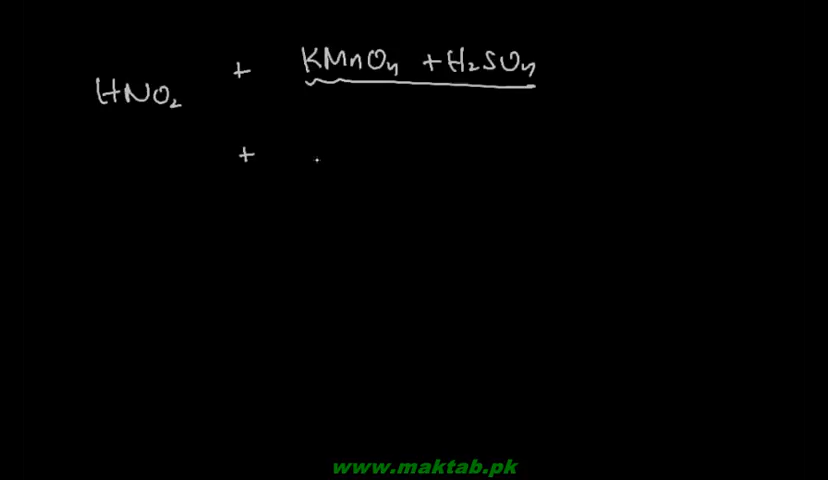 HNO₂ + KMnO₄ + H₂SO₄
+
www.maktab.pk